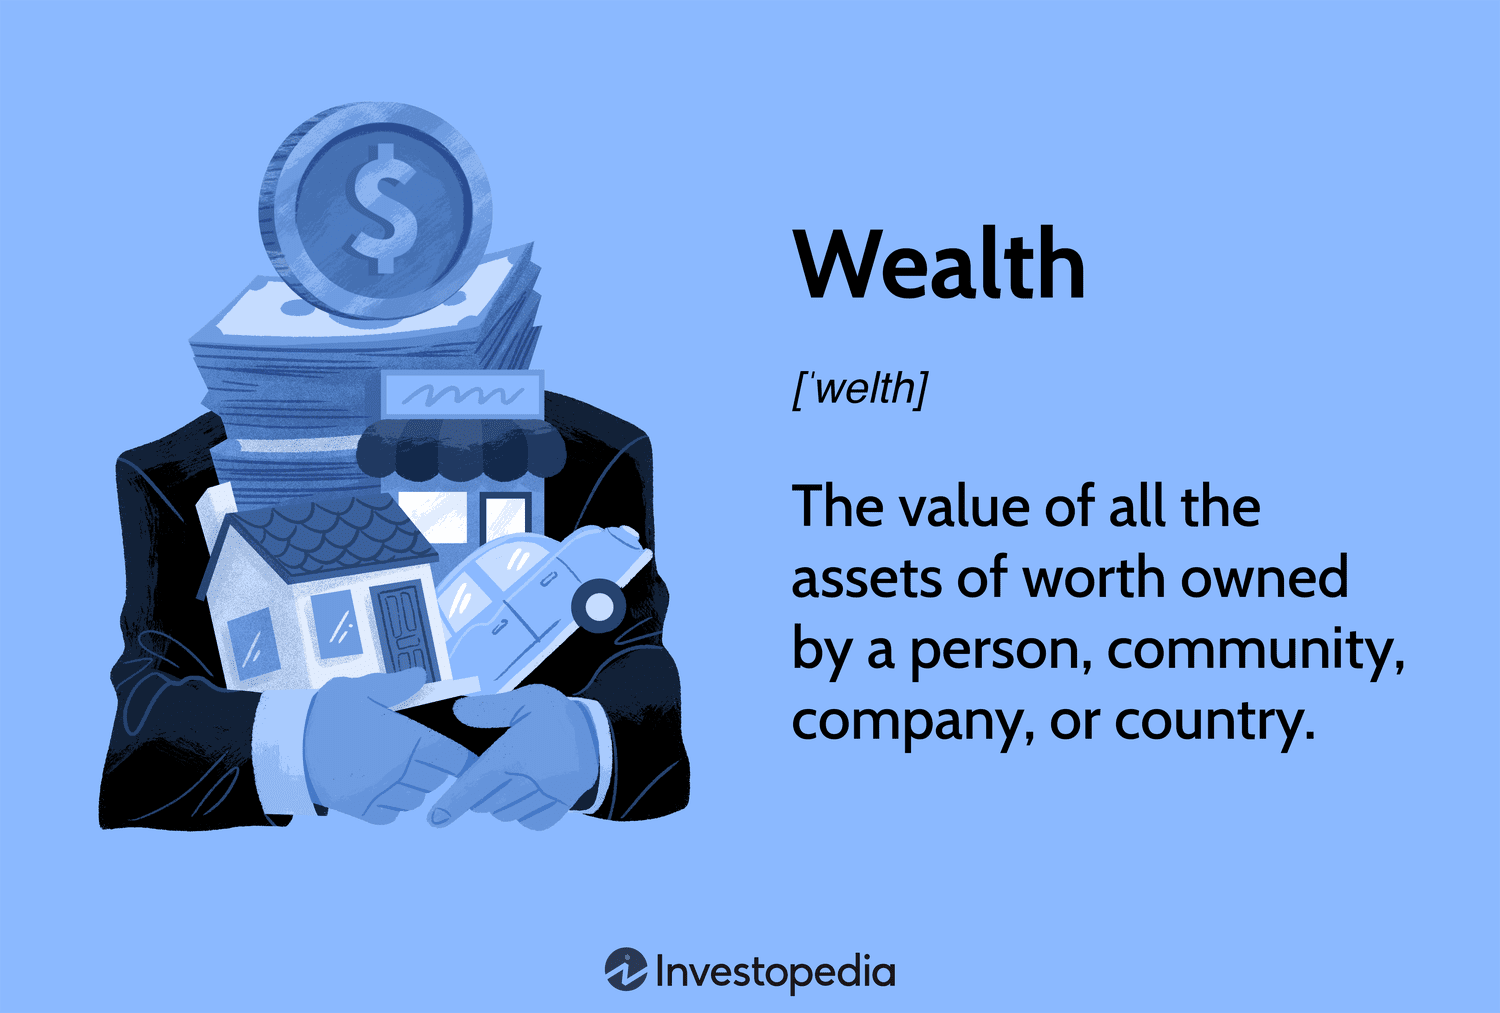 $
Wealth
['welth]
The value of all the
assets of worth owned
by a person, community,
company, or country.
Investopedia